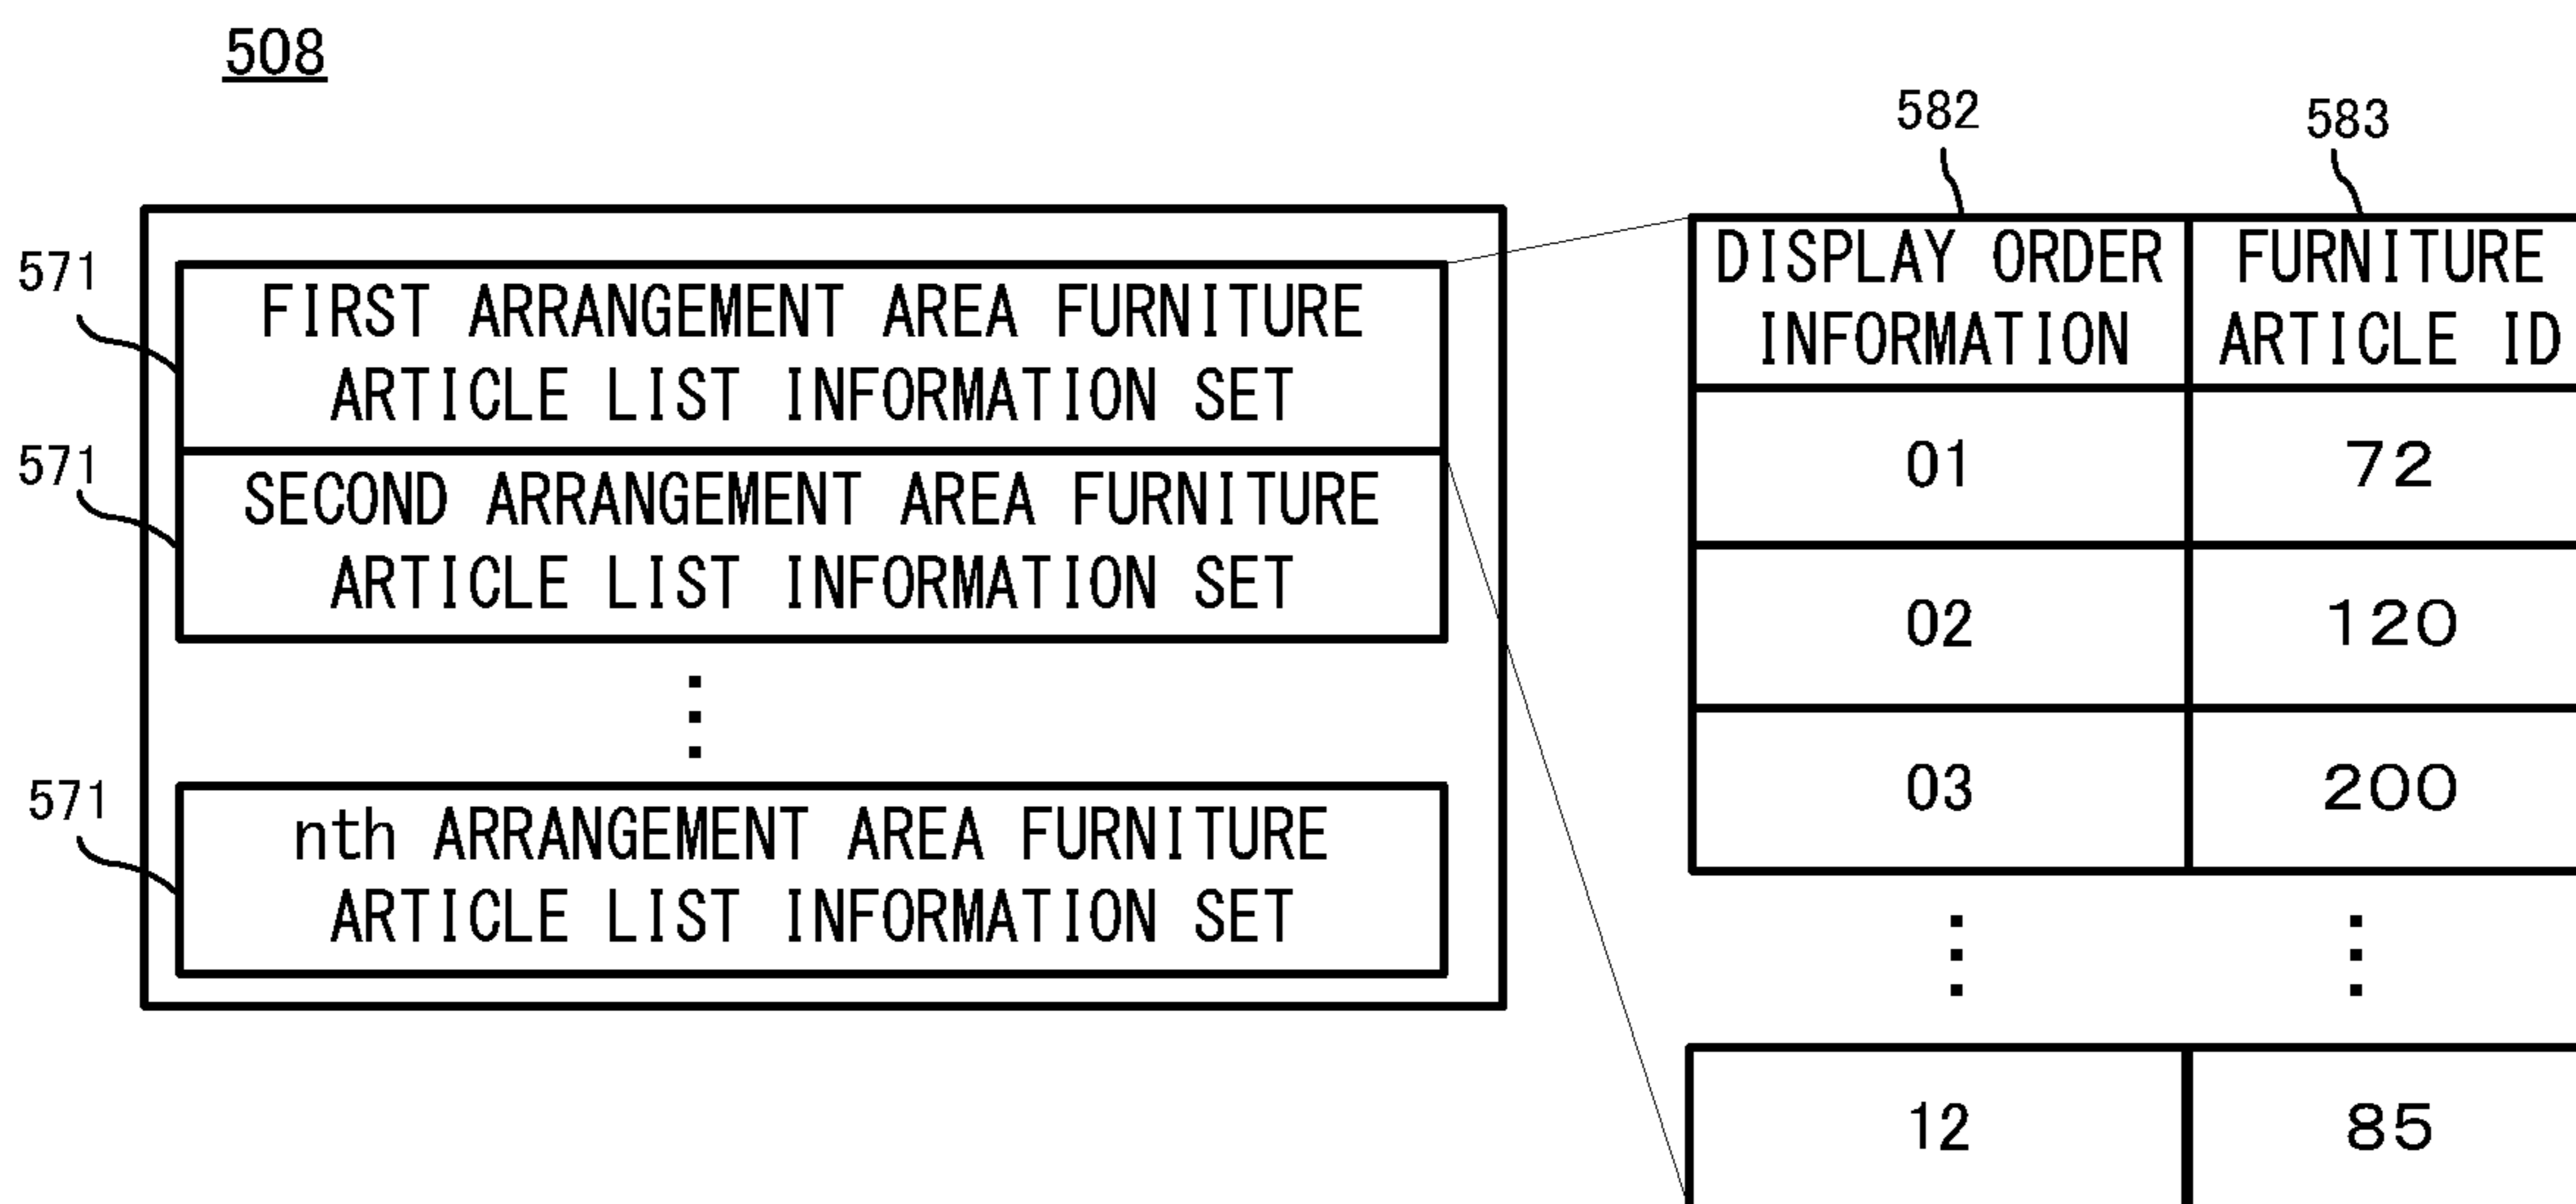 508
571
FIRST ARRANGEMENT AREA FURNITURE
ARTICLE LIST INFORMATION SET
571
SECOND ARRANGEMENT AREA FURNITURE
ARTICLE LIST INFORMATION SET
571
nth ARRANGEMENT AREA FURNITURE
ARTICLE LIST INFORMATION SET
582 583
DISPLAY ORDER FURNITURE
INFORMATION ARTICLE ID
01 72
02 120
03 200
12 85